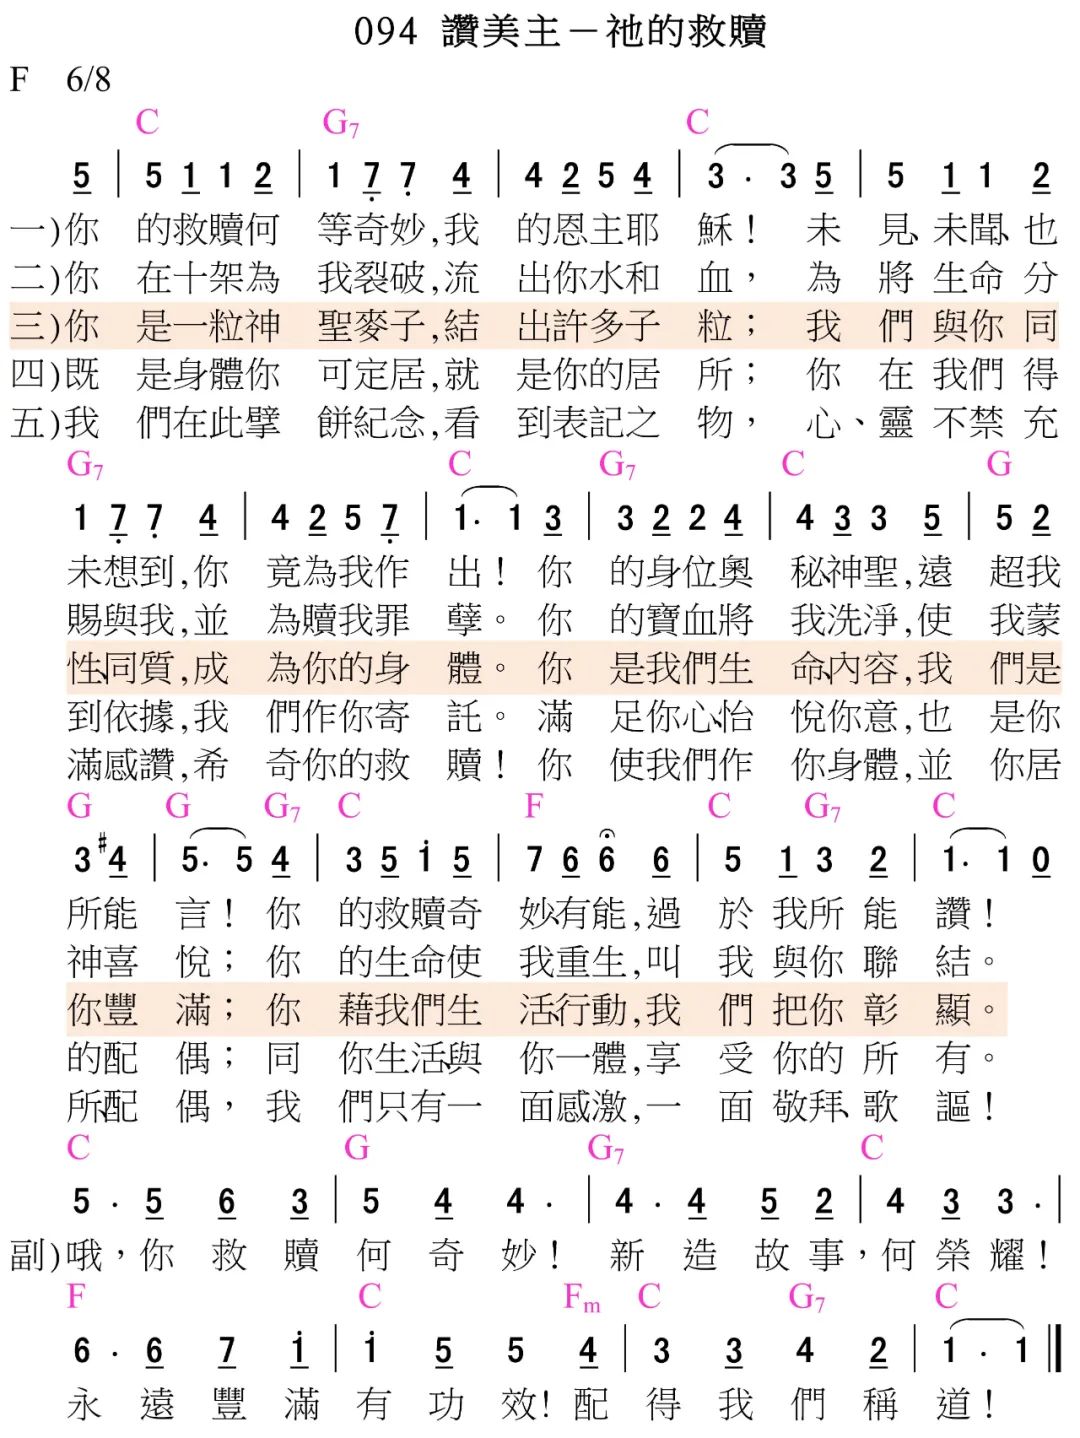 094 讚美主－祂的救贖
F 6/8
C G7 C
5 | 5 1 1 2 | 1 7 7 4 | 4 2 5 4 | 3 · 3 5 | 5 1 1 2
一)你 的救贖何 等奇妙,我 的恩主耶 穌！ 未 見、未聞、也
二)你 在十架為 我裂破,流 出你水和 血， 為 將 生命 分
三)你 是一粒神 聖麥子,結 出許多子 粒； 我 們 與你 同
四)既 是身體你 可定居,就 是你的居 所； 你 在 我們 得
五)我 們在此擘 餅紀念,看 到表記之 物， 心、靈 不禁 充
G7 C G7 C G
1 7 7 4 | 4 2 5 7 | 1· 1 3 | 3 2 2 4 | 4 3 3 5 | 5 2
未想到,你 竟為我作 出！ 你 的身位奧 秘、神聖,遠 超我
賜與我,並 為贖我罪 孽。 你 的寶血將 我洗淨,使 我蒙
性、同質,成 為你的身 體。 你 是我們生 命、內容,我 們是
到依據,我 們作你寄 託。 滿 足你心、怡 悅你意,也 是你
滿感讚,希 奇你的救 贖！ 你 使我們作 你身體,並 你居
G G G7 C F C G7 C
3 #4 | 5· 5 4 | 3 5 i 5 | 7 6 6 6 | 5 1 3 2 | 1· 1 0
所能 言！ 你 的救贖奇 妙、有能,過 於 我所 能 讚！
神喜 悅； 你 的生命使 我重生,叫 我 與你 聯 結。
你豐 滿； 你 藉我們生 活、行動,我 們 把你 彰 顯。
的配 偶； 同 你生活、與 你一體,享 受 你的 所 有。
所、配 偶， 我 們只有一 面感激,一 面 敬拜、歌 謳！
C G G7 C
5 · 5 6 3 | 5 4 4 · | 4 · 4 5 2 | 4 3 3 · |
副)哦，你 救 贖 何 奇 妙！ 新 造 故 事，何 榮 耀！
F C Fm C G7 C
6 · 6 7 i | i 5 5 4 | 3 3 4 2 | 1 · 1 ‖
永 遠 豐 滿 有 功 效！配 得 我 們 稱 道！